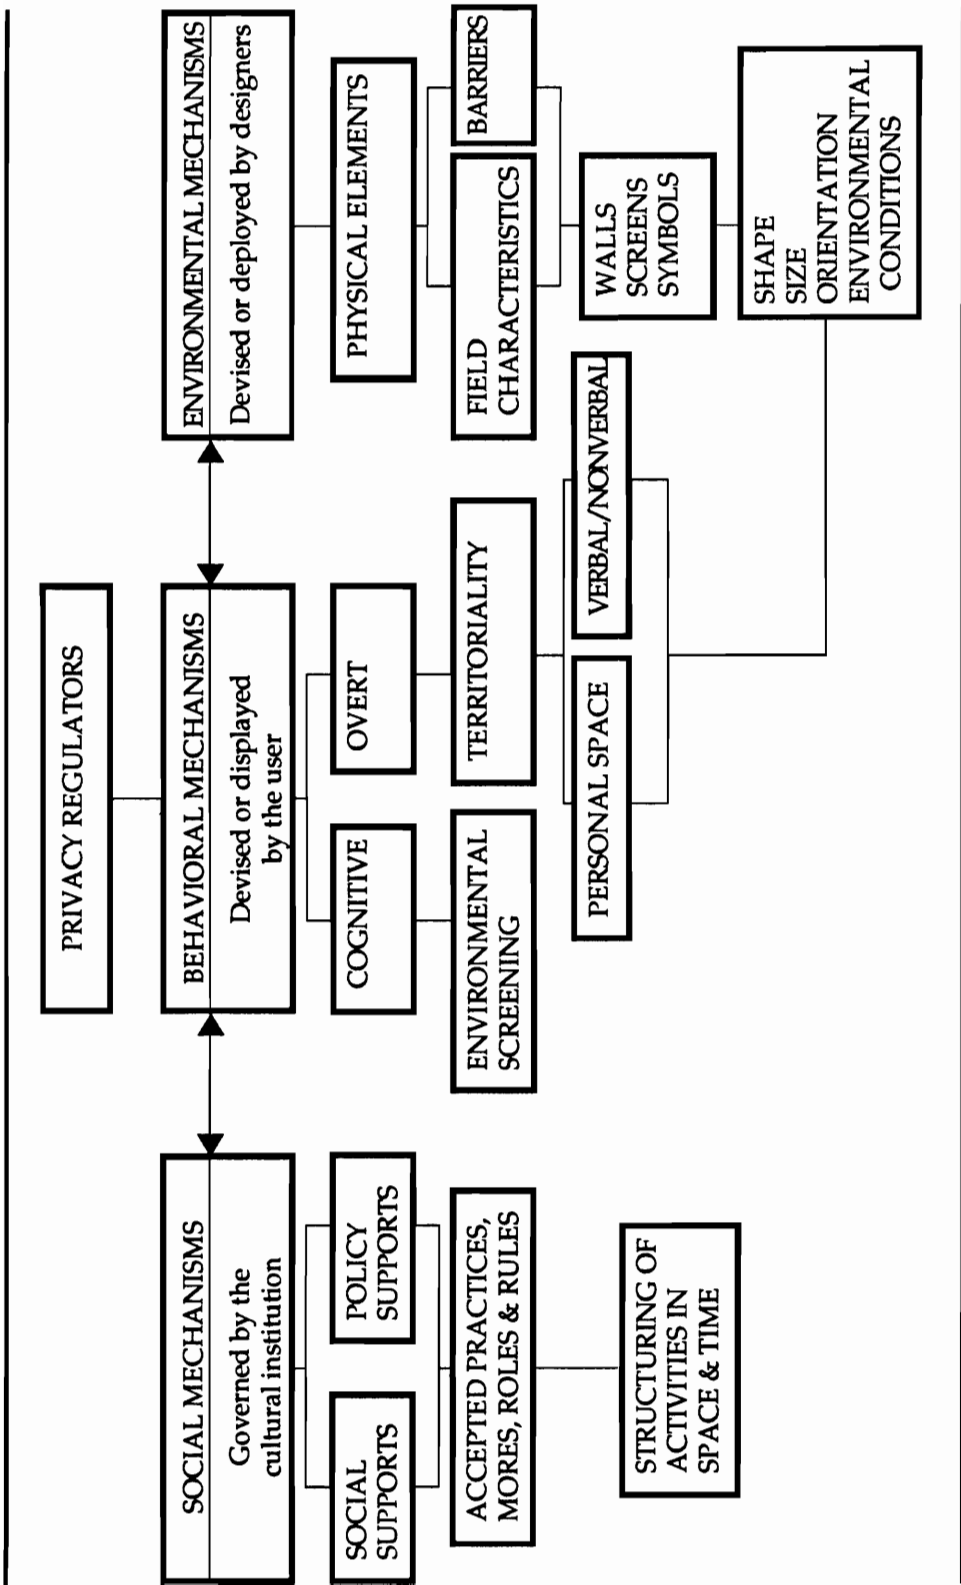 PRIVACY REGULATORS
SOCIAL MECHANISMS
Governed by the
cultural institution
BEHAVIORAL MECHANISMS
Devised or displayed
by the user
ENVIRONMENTAL MECHANISMS
Devised or deployed by designers
SOCIAL
SUPPORTS
POLICY
SUPPORTS
COGNITIVE
OVERT
PHYSICAL ELEMENTS
ACCEPTED PRACTICES,
MORES, ROLES & RULES
ENVIRONMENTAL
SCREENING
TERRITORIALITY
FIELD
CHARACTERISTICS
BARRIERS
STRUCTURING OF
ACTIVITIES IN
SPACE & TIME
PERSONAL SPACE
VERBAL/NONVERBAL
WALLS
SCREENS
SYMBOLS
SHAPE
SIZE
ORIENTATION
ENVIRONMENTAL
CONDITIONS